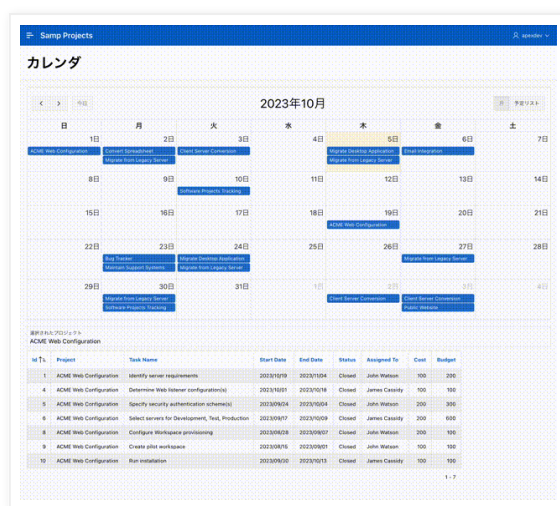 Samp Projects
apexdev
カレンダ
今日
2023年10月
月
予定リスト
日 月 火 水 木 金 土
1日 2日 3日 4日 5日 6日 7日
ACME Web Configuration Convert Spreadsheet Client Server Conversion Migrate Desktop Application Email Integration
Migrate from Legacy Server Migrate from Legacy Server
8日 9日 10日 11日 12日 13日 14日
Software Projects Tracking
15日 16日 17日 18日 19日 20日 21日
ACME Web Configuration
22日 23日 24日 25日 26日 27日 28日
Bug Tracker Migrate Desktop Application Migrate from Legacy Server
Maintain Support Systems Migrate from Legacy Server
29日 30日 31日 1日 2日 3日 4日
Migrate from Legacy Server Client Server Conversion Client Server Conversion
Software Projects Tracking Public Website
選択されたプロジェクト
ACME Web Configuration
Id Project Task Name Start Date End Date Status Assigned To Cost Budget
1 ACME Web Configuration Identify server requirements 2023/10/19 2023/11/04 Closed John Watson 100 200
4 ACME Web Configuration Determine Web listener configuration(s) 2023/10/01 2023/10/18 Closed James Cassidy 100 100
5 ACME Web Configuration Specify security authentication scheme(s) 2023/09/24 2023/10/04 Closed John Watson 200 300
6 ACME Web Configuration Select servers for Development, Test, Production 2023/09/17 2023/10/09 Closed James Cassidy 200 600
8 ACME Web Configuration Configure Workspace provisioning 2023/08/28 2023/09/07 Closed John Watson 100 200
9 ACME Web Configuration Create pilot workspace 2023/08/15 2023/09/01 Closed John Watson 100 100
10 ACME Web Configuration Run installation 2023/09/30 2023/10/13 Closed James Cassidy 100 100
1 - 7